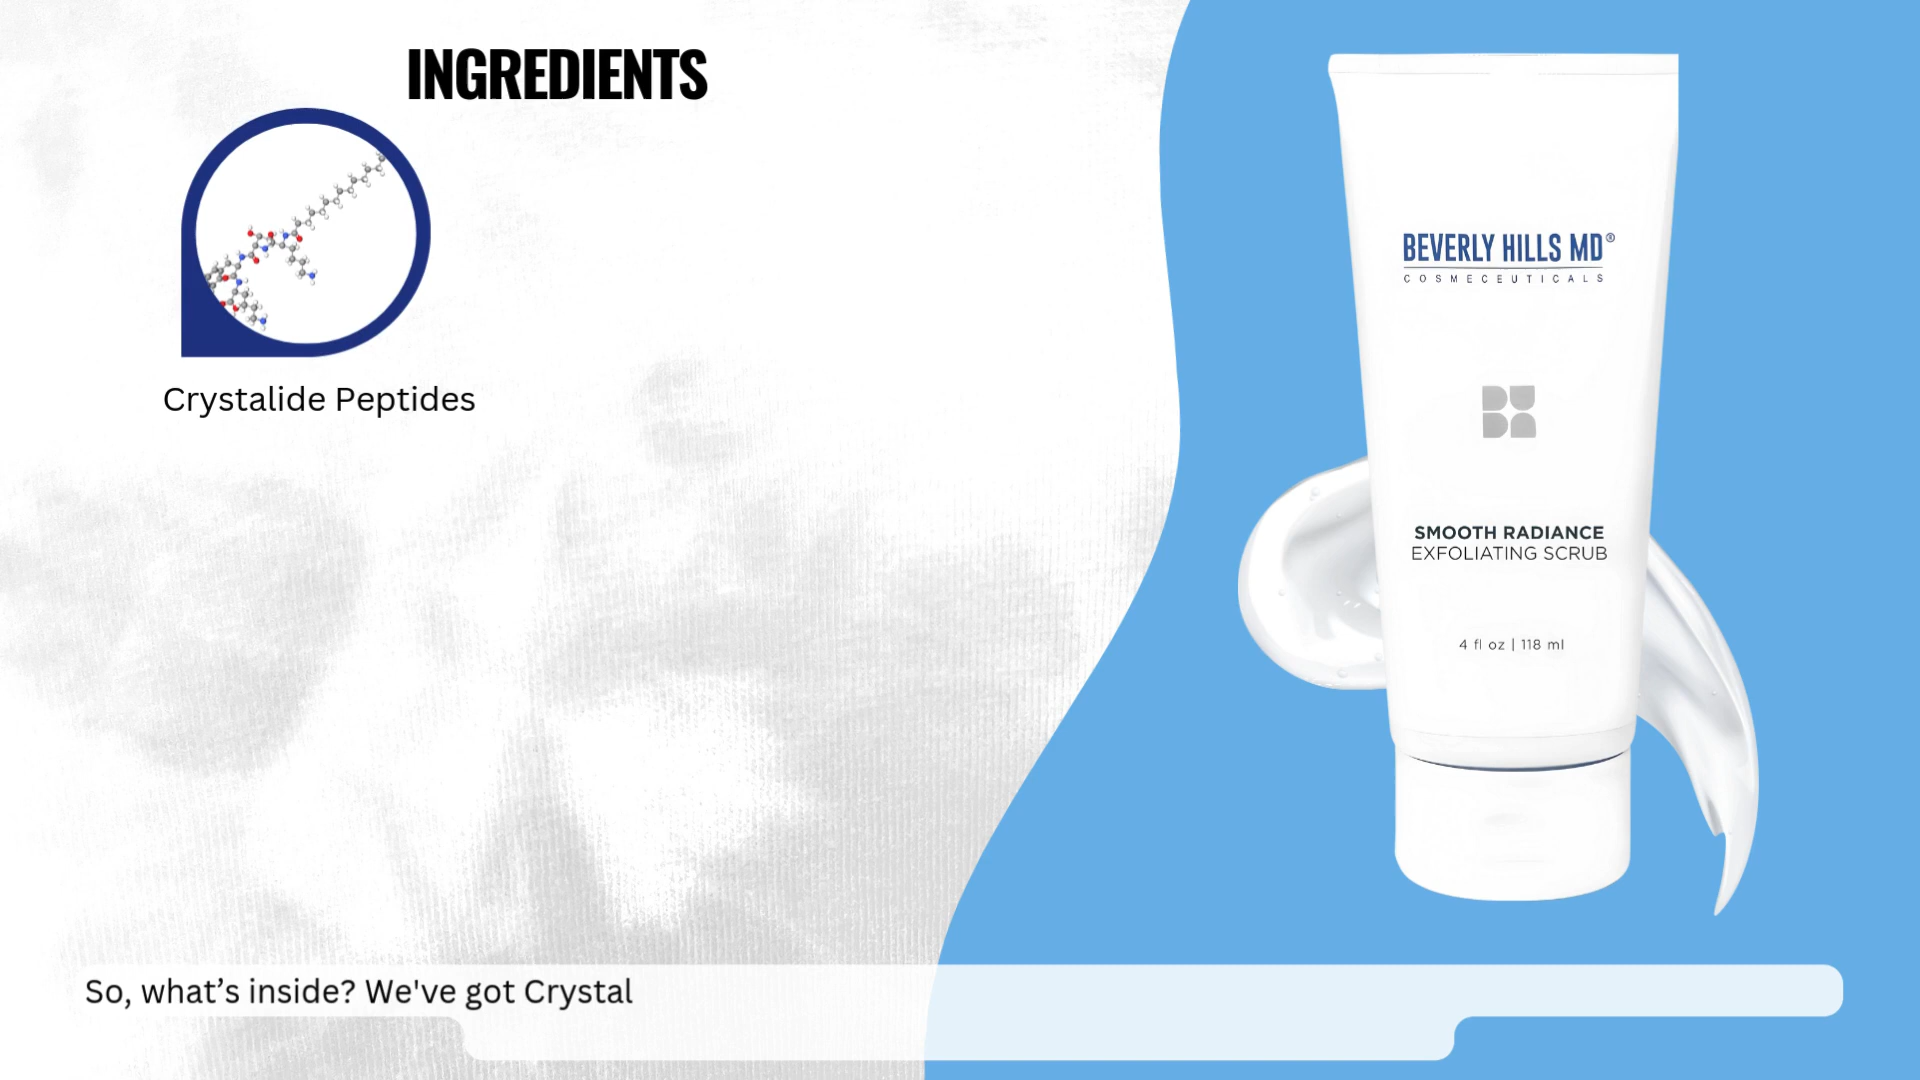 INGREDIENTS
Crystalide Peptides
BEVERLY HILLS MD®
COSMECEUTICALS
SMOOTH RADIANCE
EXFOLIATING SCRUB
4 fl oz | 118 ml
So, what’s inside? We've got Crystal